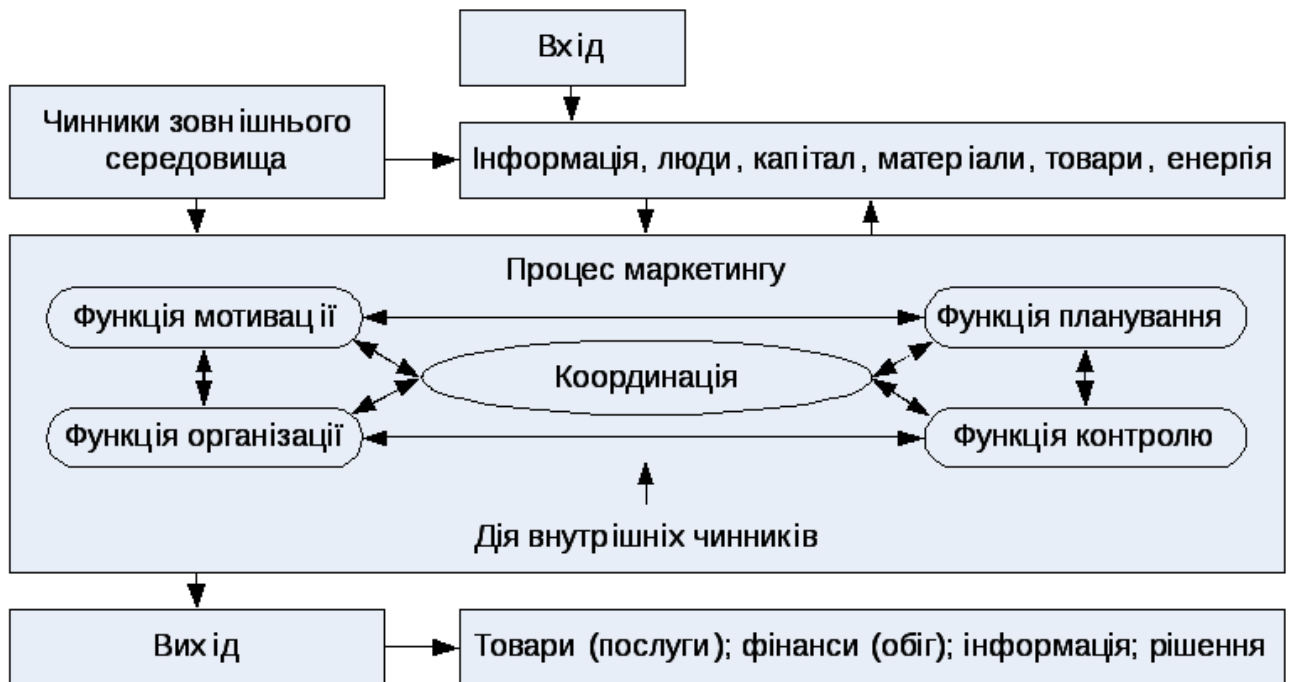 Вхід
Чинники зовнішнього
середовища
Інформація, люди, капітал, матеріали, товари, енергія
Процес маркетингу
Функція мотивації
Функція планування
Координація
Функція організації
Функція контролю
Дія внутрішніх чинників
Вихід
Товари (послуги); фінанси (обіг); інформація; рішення